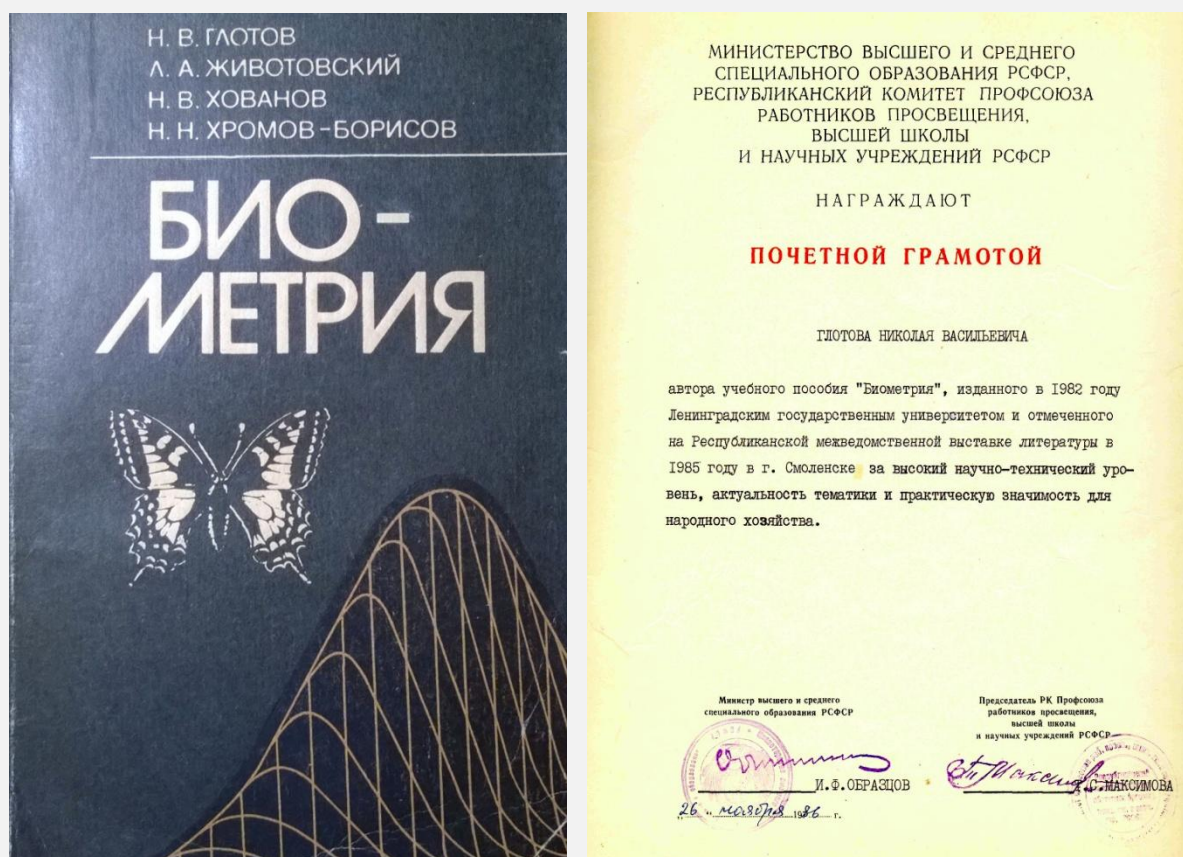 Н. В. ГЛОТОВ
Л. А. ЖИВОТОВСКИЙ
Н. В. ХОВАНОВ
Н. Н. ХРОМОВ-БОРИСОВ
БИО-
МЕТРИЯ
МИНИСТЕРСТВО ВЫСШЕГО И СРЕДНЕГО
СПЕЦИАЛЬНОГО ОБРАЗОВАНИЯ РСФСР,
РЕСПУБЛИКАНСКИЙ КОМИТЕТ ПРОФСОЮЗА
РАБОТНИКОВ ПРОСВЕЩЕНИЯ,
ВЫСШЕЙ ШКОЛЫ
И НАУЧНЫХ УЧРЕЖДЕНИЙ РСФСР
НАГРАЖДАЮТ
ПОЧЕТНОЙ ГРАМОТОЙ
ГЛОТОВА НИКОЛАЯ ВАСИЛЬЕВИЧА
автора учебного пособия "Биометрия", изданного в 1982 году
Ленинградским государственным университетом и отмеченного
на Республиканской межведомственной выставке литературы в
1985 году в г. Смоленске за высокий научно-технический уро-
вень, актуальность тематики и практическую значимость для
народного хозяйства.
Министр высшего и среднего
специального образования РСФСР
И.Ф.ОБРАЗЦОВ
"26" ноября 1986 г.
Председатель РК Профсоюза
работников просвещения,
высшей школы
и научных учреждений РСФСР
С.МАКСИМОВА